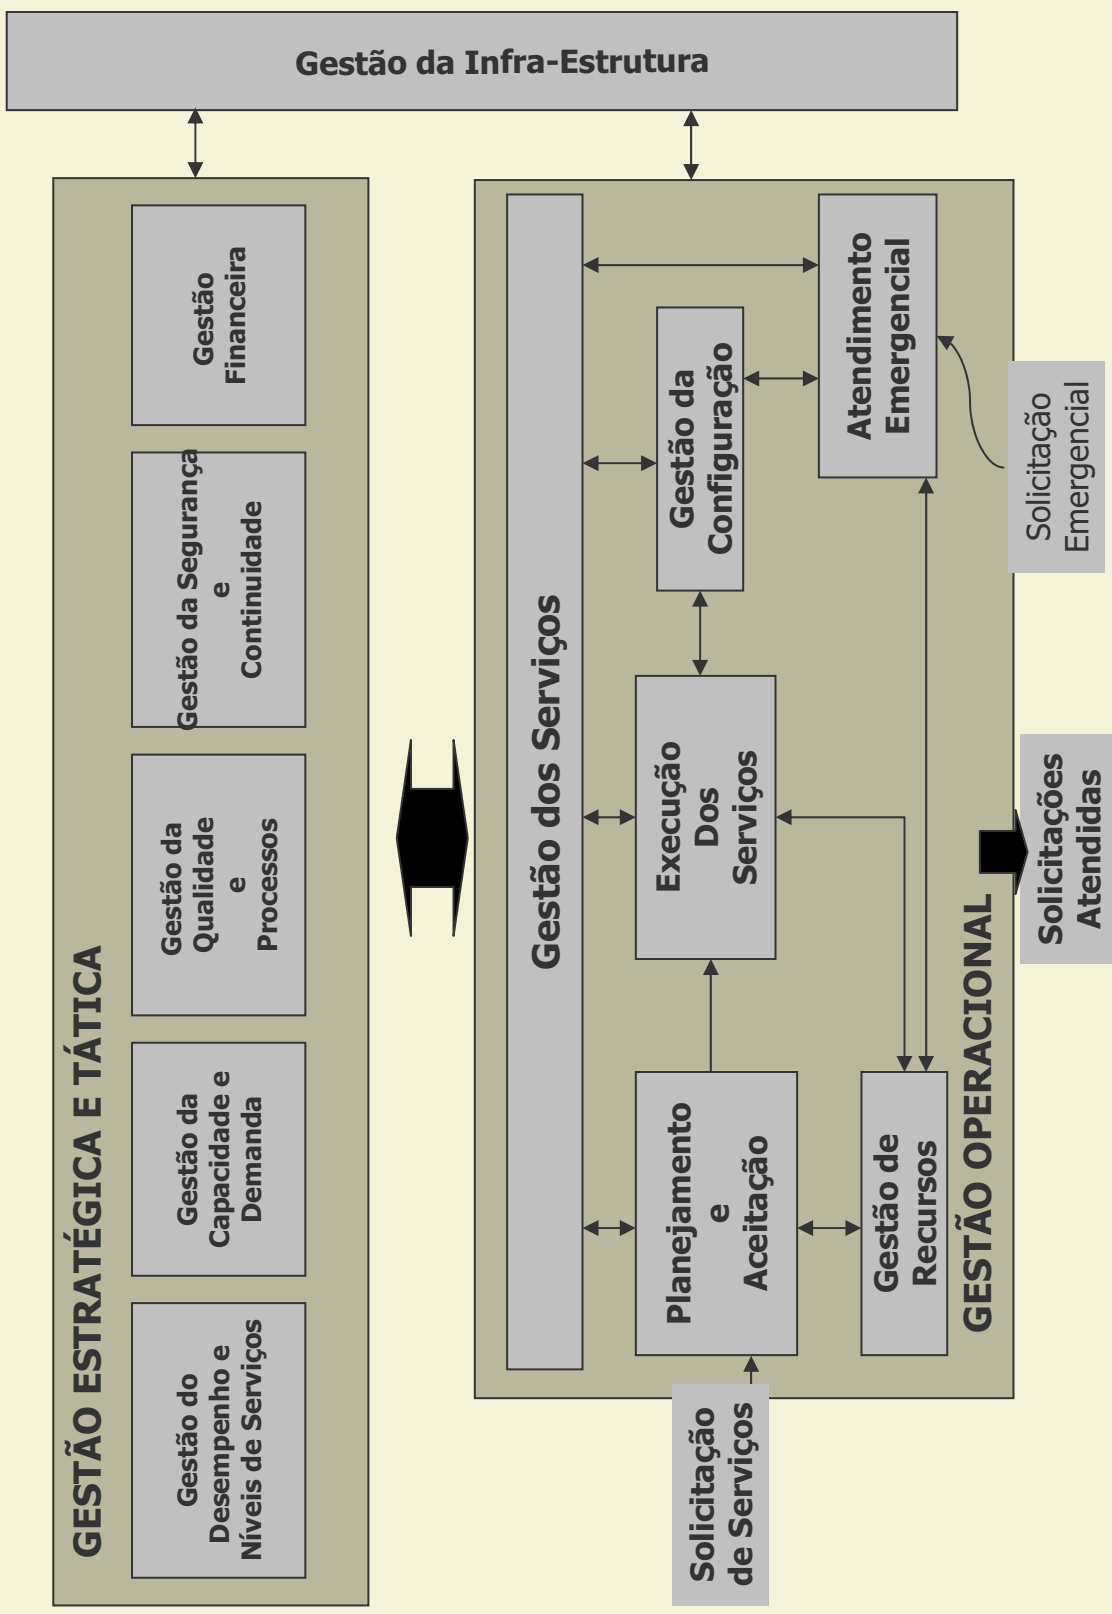 Gestão da Infra-Estrutura
GESTÃO ESTRATÉGICA E TÁTICA
Gestão do
Desempenho e
Níveis de Serviços
Gestão da
Capacidade e
Demanda
Gestão da
Qualidade
e
Processos
Gestão da Segurança
e
Continuidade
Gestão
Financeira
Gestão dos Serviços
Solicitação
de Serviços
Planejamento
e
Aceitação
Execução
Dos
Serviços
Gestão da
Configuração
Atendimento
Emergencial
Gestão de
Recursos
GESTÃO OPERACIONAL
Solicitações
Atendidas
Solicitação
Emergencial